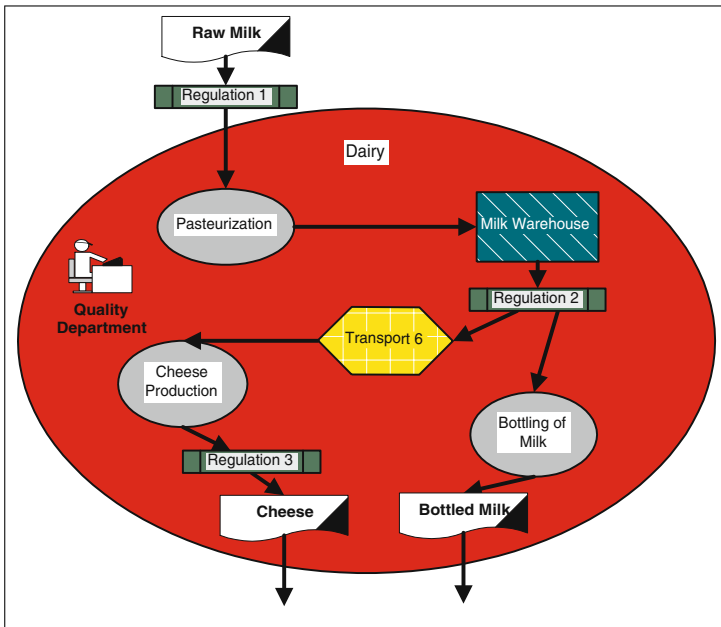 Raw Milk
Regulation 1
Dairy
Pasteurization
Milk Warehouse
Quality
Department
Regulation 2
Transport 6
Cheese
Production
Bottling of
Milk
Regulation 3
Cheese
Bottled Milk